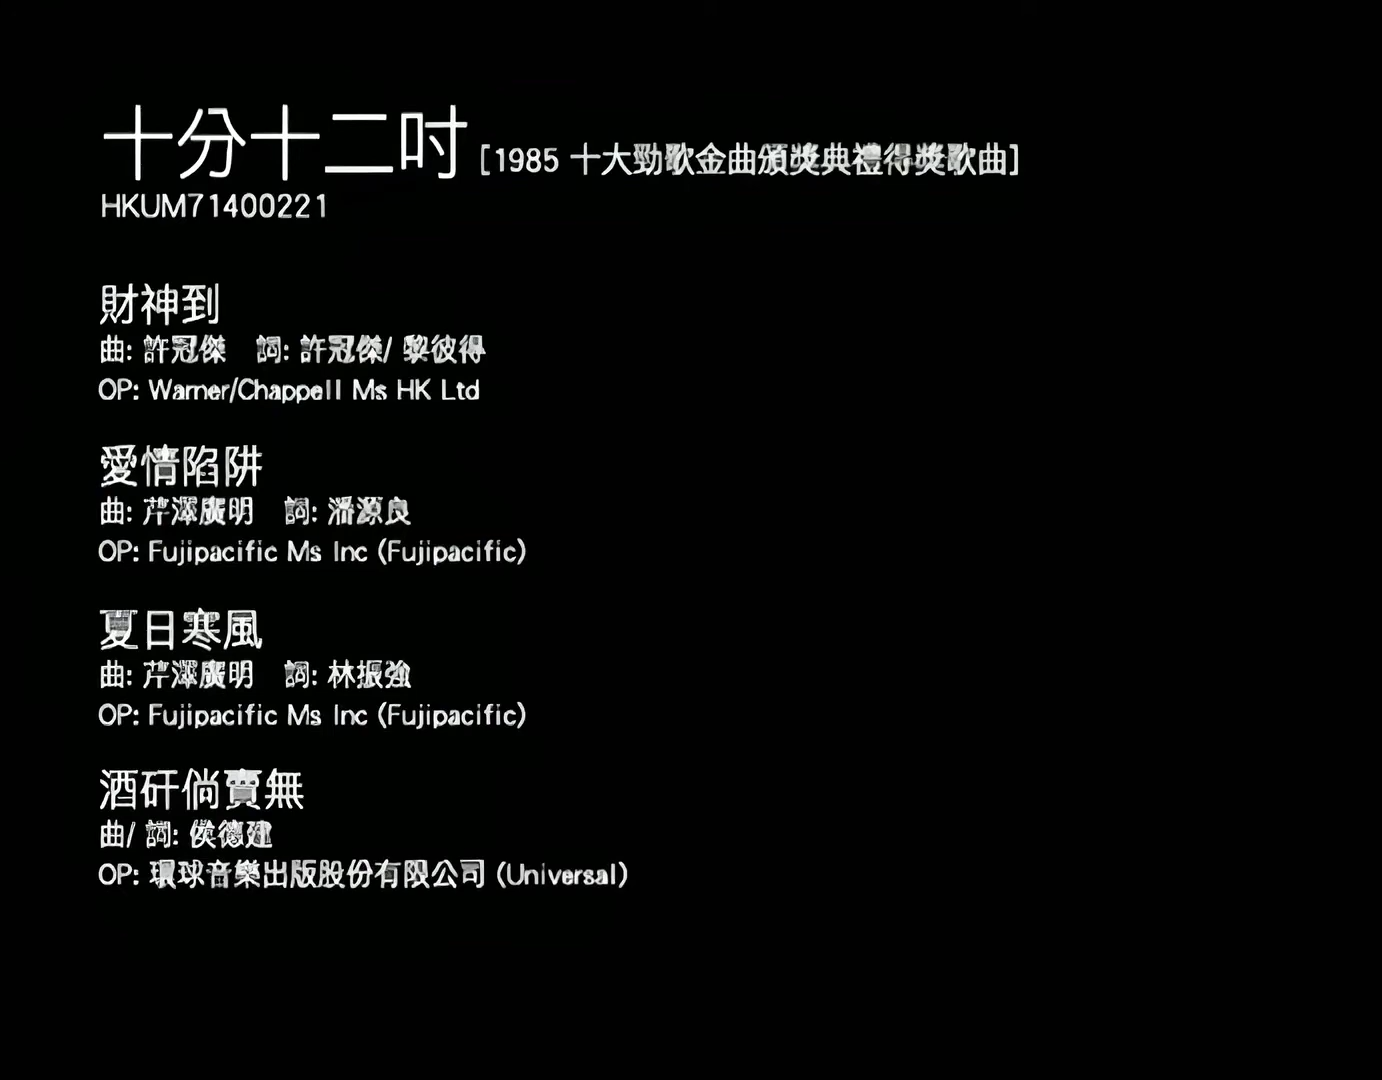 十分十二吋 [1985 十大勁歌金曲頒獎典禮得獎歌曲]
HKUM71400221
財神到
曲: 許冠傑 詞: 許冠傑/ 黎彼得
OP: Warner/Chappell Ms HK Ltd
愛情陷阱
曲: 芹澤廣明 詞: 潘源良
OP: Fujipacific Ms Inc (Fujipacific)
夏日寒風
曲: 芹澤廣明 詞: 林振強
OP: Fujipacific Ms Inc (Fujipacific)
酒矸倘賣無
曲/ 詞: 侯德建
OP: 環球音樂出版股份有限公司 (Universal)